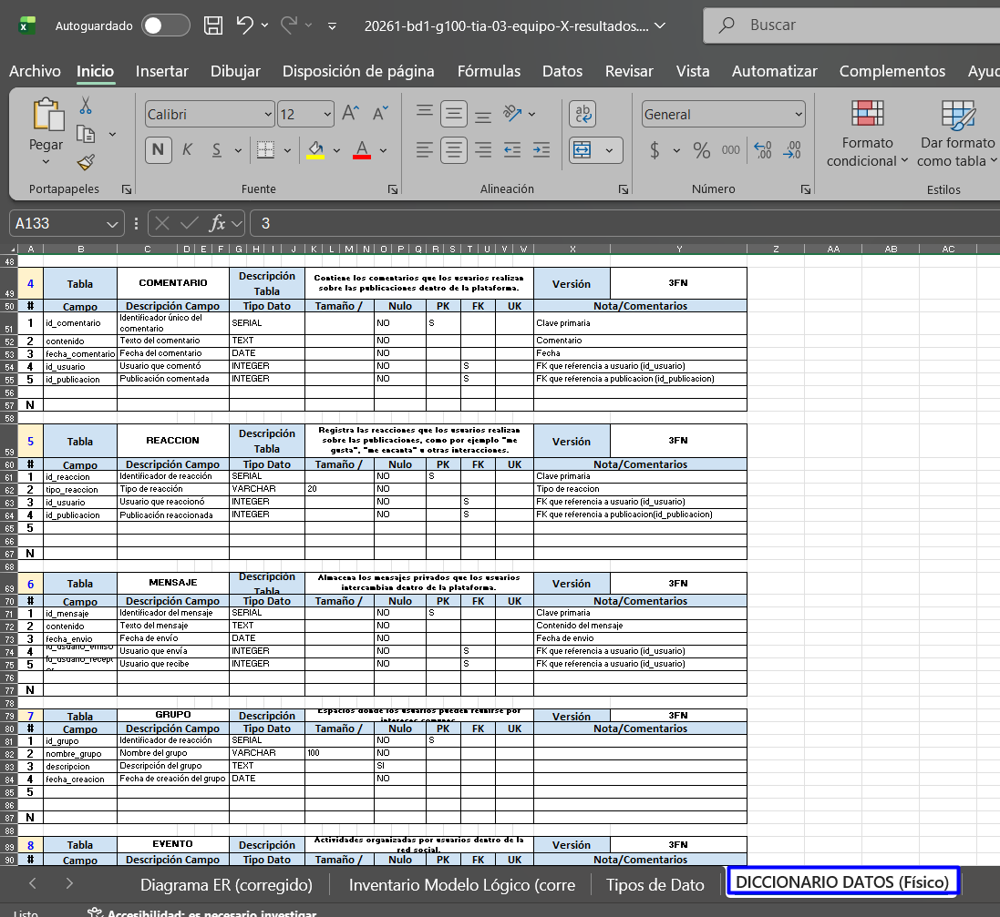 Autoguardado
20261-bd1-g100-tia-03-equipo-X-resultados....
Buscar
Archivo Inicio Insertar Dibujar Disposición de página Fórmulas Datos Revisar Vista Automatizar Complementos Ayuc
Pegar
Calibri 12
N K S
General
$ % 000
Formato condicional
Dar formato como tabla
Portapapeles Fuente Alineación Número Estilos
A133 fx 3
A B C D E F G H I J K L M N O P Q R S T U V W X Y Z AA AB AC
48
49 4 Tabla COMENTARIO Descripción Tabla Contiene los comentarios que los usuarios realizan sobre las publicaciones dentro de la plataforma. Versión 3FN
50 # Campo Descripción Campo Tipo Dato Tamaño / Nulo PK FK UK Nota/Comentarios
51 1 id_comentario Identificador único del comentario SERIAL NO S Clave primaria
52 2 contenido Texto del comentario TEXT NO Comentario
53 3 fecha_comentario Fecha del comentario DATE NO Fecha
54 4 id_usuario Usuario que comentó INTEGER NO S FK que referencia a usuario (id_usuario)
55 5 id_publicacion Publicación comentada INTEGER NO S FK que referencia a publicacion (id_publicacion)
56
57 N
58
59 5 Tabla REACCION Descripción Tabla Registra las reacciones que los usuarios realizan sobre las publicaciones, como por ejemplo "me gusta", "me encanta" u otras interacciones. Versión 3FN
60 # Campo Descripción Campo Tipo Dato Tamaño / Nulo PK FK UK Nota/Comentarios
61 1 id_reaccion Identificador de reacción SERIAL NO S Clave primaria
62 2 tipo_reaccion Tipo de reacción VARCHAR 20 NO Tipo de reaccion
63 3 id_usuario Usuario que reaccionó INTEGER NO S FK que referencia a usuario (id_usuario)
64 4 id_publicacion Publicación reaccionada INTEGER NO S FK que referencia a publicacion(id_publicacion)
65 5
66
67 N
68
69 6 Tabla MENSAJE Descripción Tabla Almacena los mensajes privados que los usuarios intercambian dentro de la plataforma. Versión 3FN
70 # Campo Descripción Campo Tipo Dato Tamaño / Nulo PK FK UK Nota/Comentarios
71 1 id_mensaje Identificador del mensaje SERIAL NO S Clave primaria
72 2 contenido Texto del mensaje TEXT NO Contenido del mensaje
73 3 fecha_envio Fecha de envío DATE NO Fecha de envio
74 4 id_usuario_emiso Usuario que envía INTEGER NO S FK que referencia a usuario (id_usuario)
75 5 id_usuario_recept Usuario que recibe INTEGER NO S FK que referencia a usuario (id_usuario)
76
77 N
78
79 7 Tabla GRUPO Descripción Espacios donde los usuarios pueden reunirse por intereses comunes Versión 3FN
80 # Campo Descripción Campo Tipo Dato Tamaño / Nulo PK FK UK Nota/Comentarios
81 1 id_grupo Identificador de reacción SERIAL NO S
82 2 nombre_grupo Nombre del grupo VARCHAR 100 NO
83 3 descripcion Descripción del grupo TEXT SI
84 4 fecha_creacion Fecha de creación del grupo DATE NO
85 5
86
87 N
88
89 8 Tabla EVENTO Descripción Actividades organizadas por usuarios dentro de la red social. Versión 3FN
90 # Campo Descripción Campo Tipo Dato Tamaño / Nulo PK FK UK Nota/Comentarios
Diagrama ER (corregido) Inventario Modelo Lógico (corre Tipos de Dato DICCIONARIO DATOS (Físico)
Listo Accesibilidad: es necesario investigar